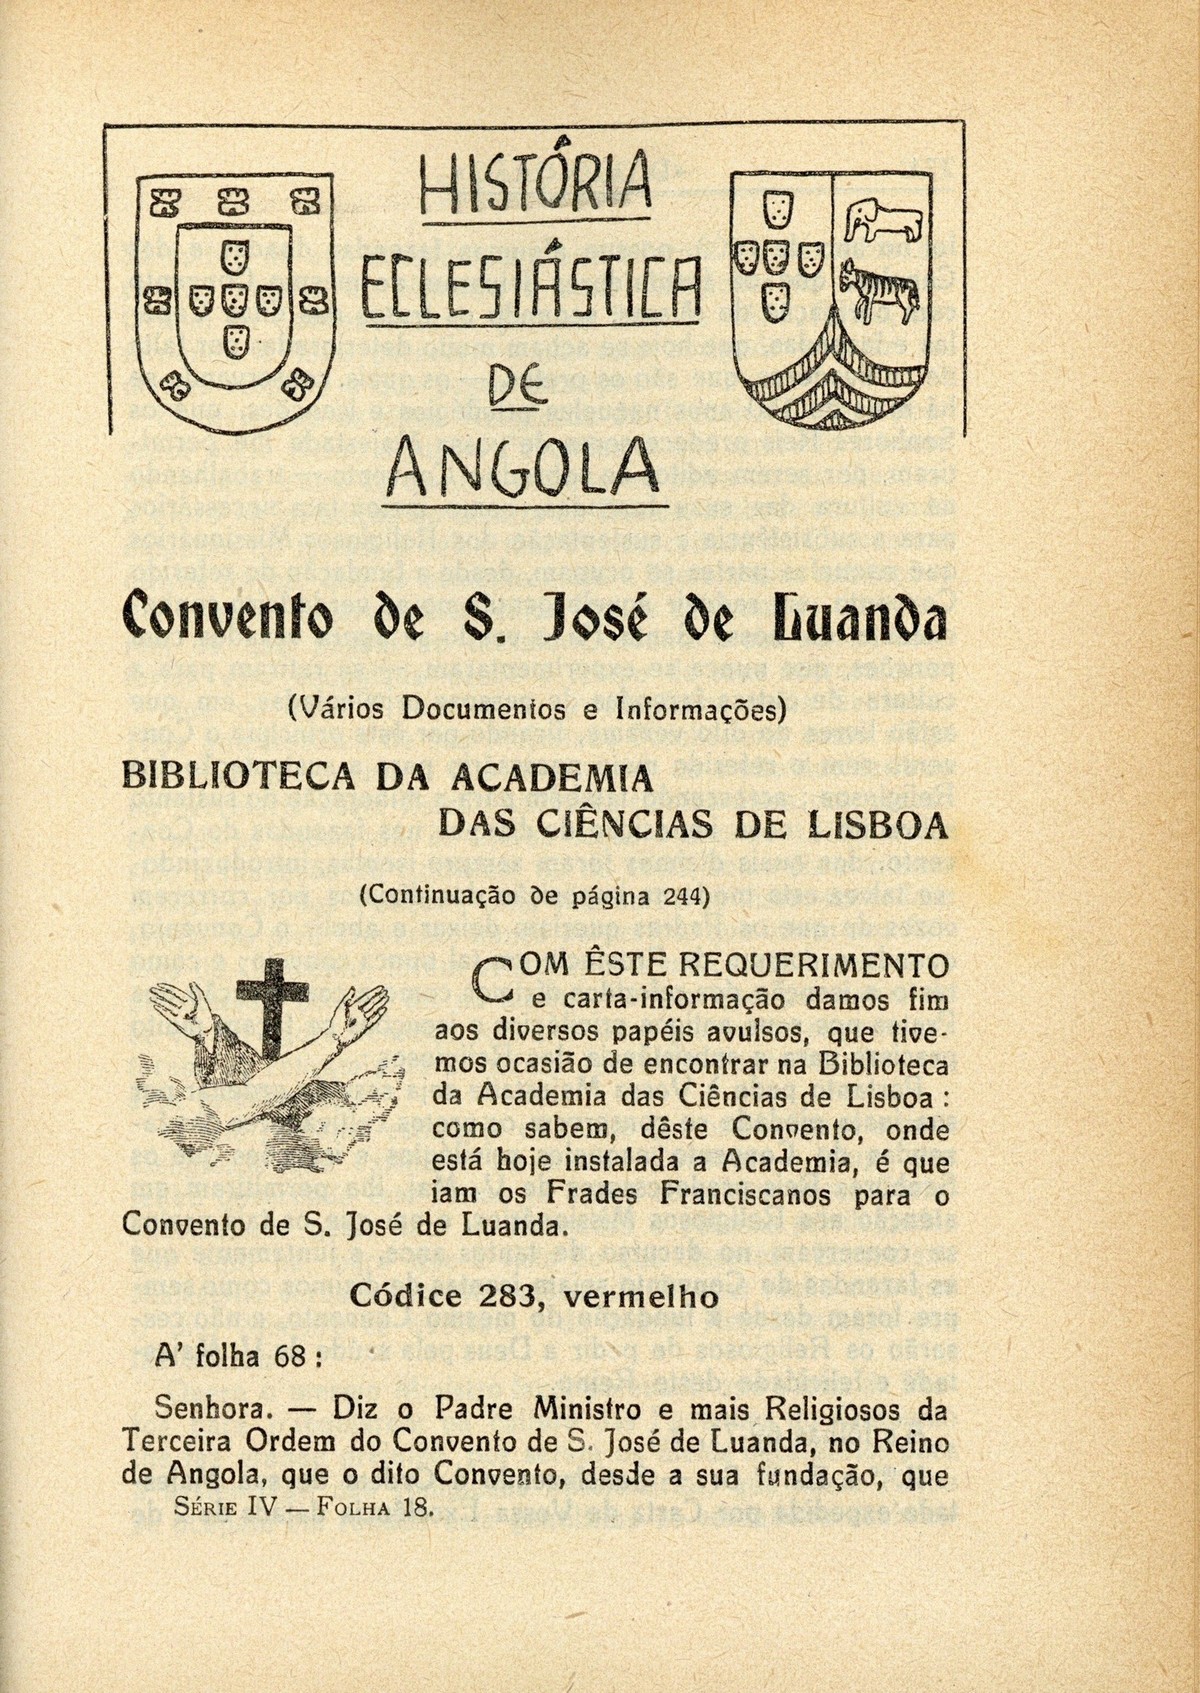 HISTÓRIA
ECLESIÁSTICA
DE
ANGOLA
Convento de S. José de Luanda
(Vários Documentos e Informações)
BIBLIOTECA DA ACADEMIA
DAS CIÊNCIAS DE LISBOA
(Continuação de página 244)
COM ÊSTE REQUERIMENTO
e carta-informação damos fim
aos diversos papéis avulsos, que tive-
mos ocasião de encontrar na Biblioteca
da Academia das Ciências de Lisboa :
como sabem, dêste Convento, onde
está hoje instalada a Academia, é que
iam os Frades Franciscanos para o
Convento de S. José de Luanda.
Códice 283, vermelho
A' folha 68 :
Senhora. — Diz o Padre Ministro e mais Religiosos da
Terceira Ordem do Convento de S. José de Luanda, no Reino
de Angola, que o dito Convento, desde a sua fundação, que
SÉRIE IV — FOLHA 18.